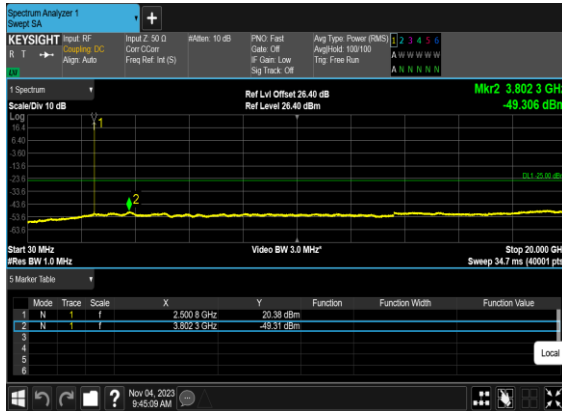 Spectrum Analyzer 1
Swept SA
KEYSIGHT
R T
Input: RF
Coupling: DC
Align: Auto
Input Z: 50 Ω
Corr CCorr
Freq Ref: Int (S)
#Atten: 10 dB
PNO: Fast
Gate: Off
IF Gain: Low
Sig Track: Off
Avg Type: Power (RMS)
Avg|Hold: 100/100
Trig: Free Run
1 2 3 4 5 6
A W W W W W
A N N N N N
1 Spectrum
Scale/Div 10 dB
Ref Lvl Offset 26.40 dB
Ref Level 26.40 dBm
Mkr2 3.802 3 GHz
-49.306 dBm
Log
16.4
6.40
-3.60
-13.6
-23.6
-33.6
-43.6
-53.6
-63.6
1
2
DL1 -25.00 dB
Start 30 MHz
#Res BW 1.0 MHz
Video BW 3.0 MHz*
Stop 20.000 GH
Sweep 34.7 ms (40001 pts
5 Marker Table
Mode Trace Scale X Y Function Function Width Function Value
1 N 1 f 2.500 8 GHz 20.38 dBm
2 N 1 f 3.802 3 GHz -49.31 dBm
3
4
5
6
Local
? Nov 04, 2023
9:45:09 AM